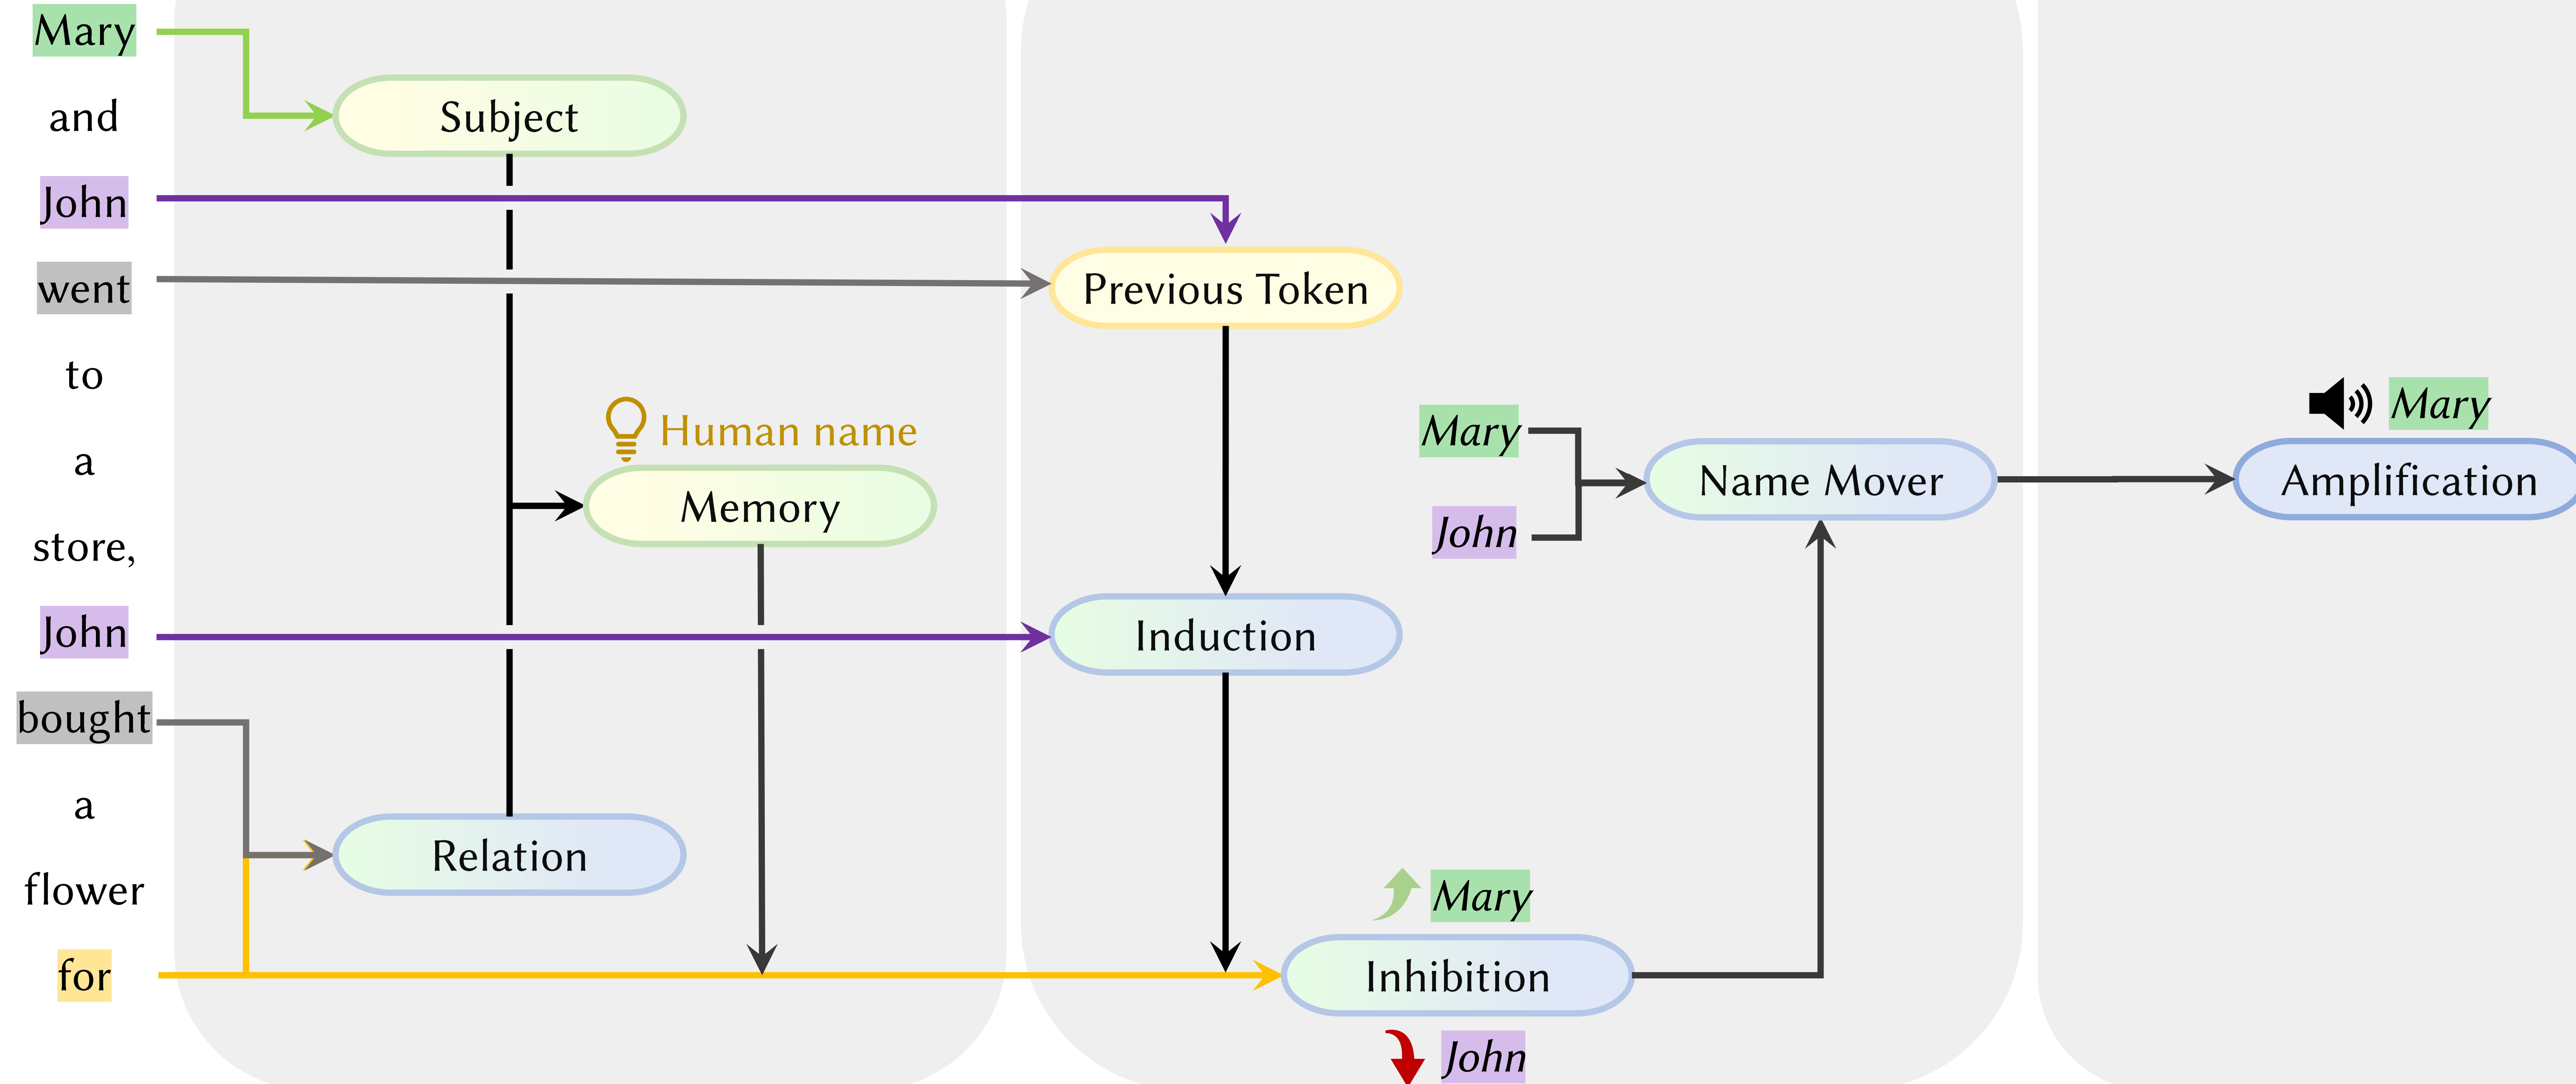 Mary
and
John
went
to
a
store,
John
bought
a
flower
for
Subject
Human name
Memory
Relation
Previous Token
Induction
Mary
John
Name Mover
Mary
Inhibition
John
Mary
Amplification